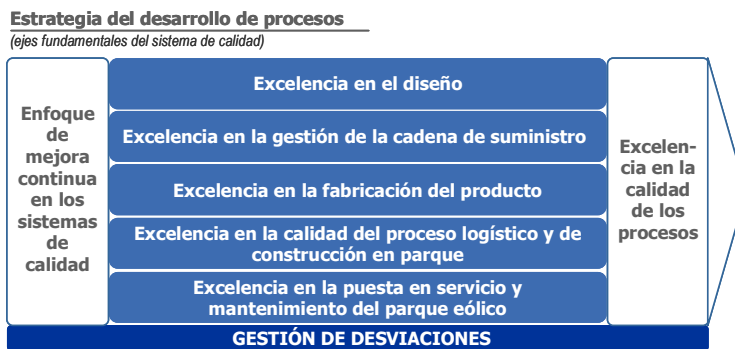 Estrategia del desarrollo de procesos
(ejes fundamentales del sistema de calidad)
Enfoque
de
mejora
continua
en los
sistemas
de
calidad
Excelencia en el diseño
Excelencia en la gestión de la cadena de suministro
Excelencia en la fabricación del producto
Excelencia en la calidad del proceso logístico y de
construcción en parque
Excelencia en la puesta en servicio y
mantenimiento del parque eólico
Excelen-
cia en la
calidad
de los
procesos
GESTIÓN DE DESVIACIONES